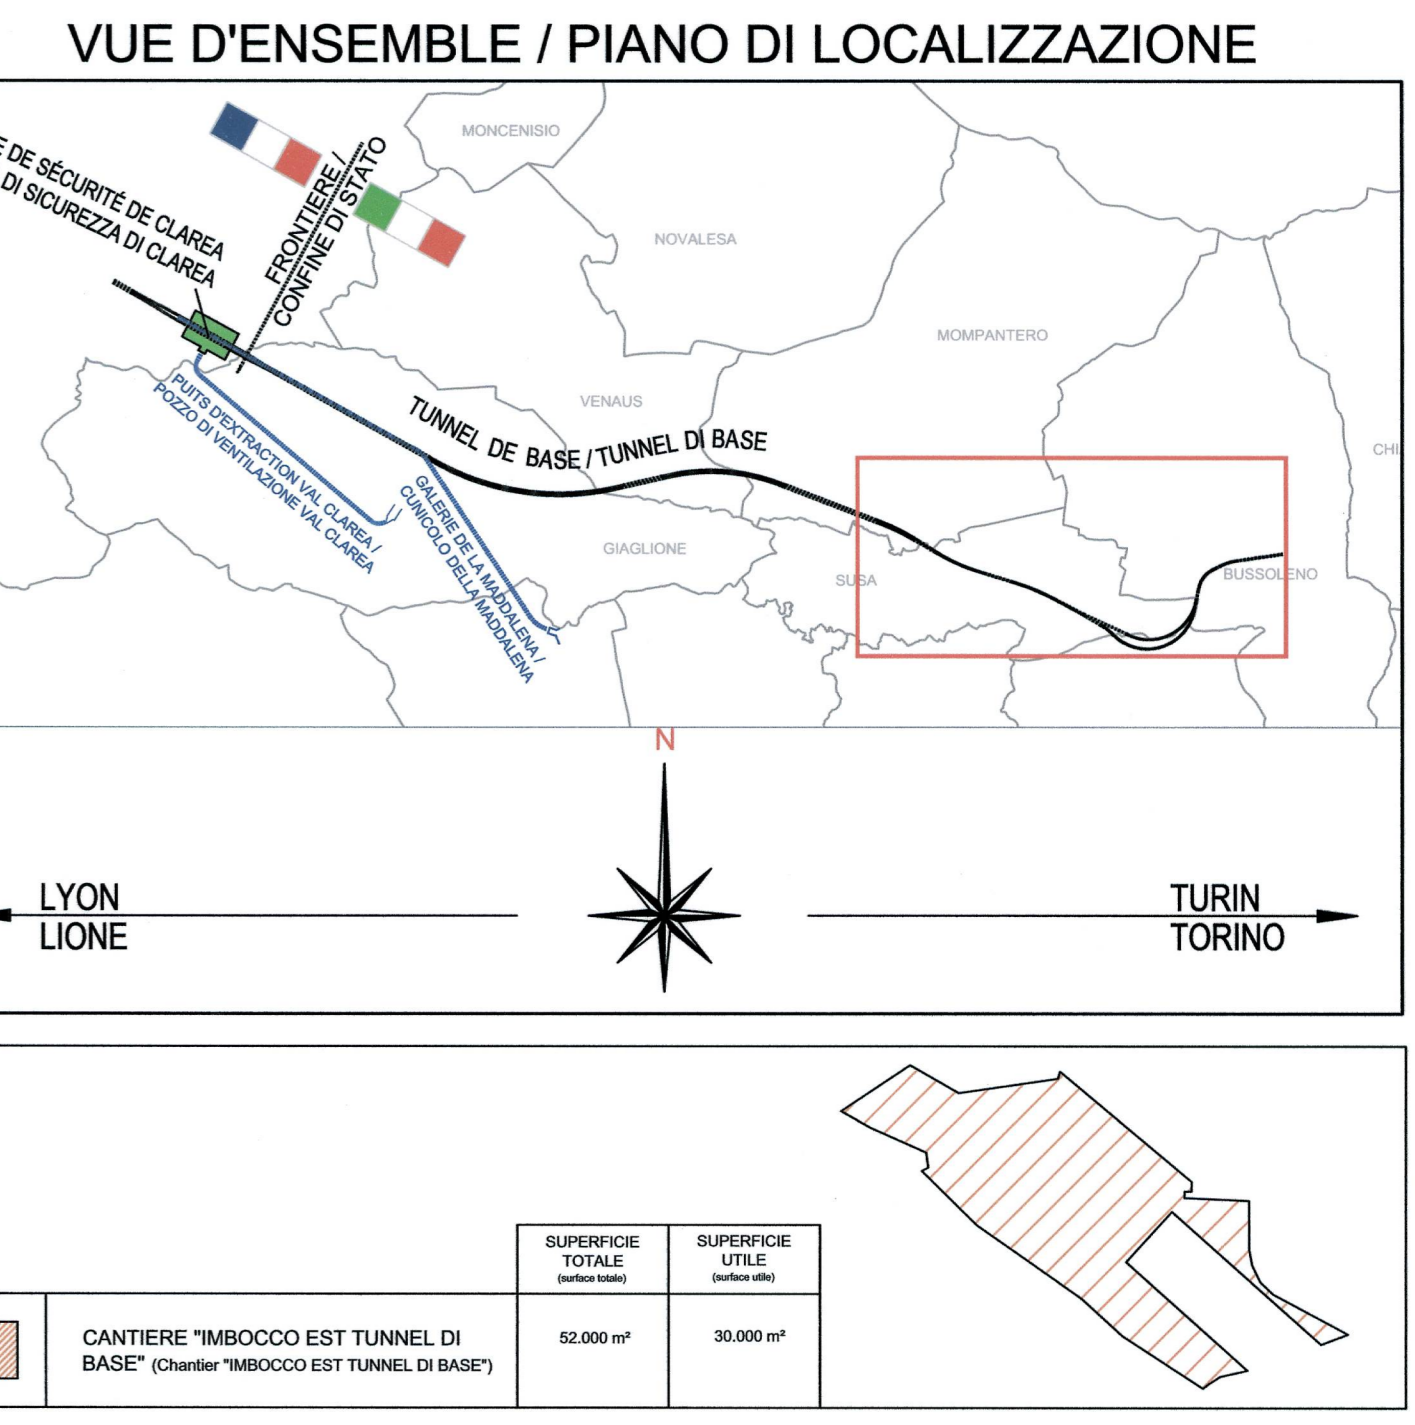 VUE D'ENSEMBLE / PIANO DI LOCALIZZAZIONE
MONCENISIO
DE SÉCURITÉ DE CLAREA
DI SICUREZZA DI CLAREA
FRONTIERE /
CONFINE DI STATO
NOVALESA
MOMPANTERO
VENAUS
PUITS D'EXTRACTION VAL CLAREA /
POZZO DI VENTILAZIONE VAL CLAREA
TUNNEL DE BASE / TUNNEL DI BASE
GALERIE DE LA MADDALENA /
CUNICOLO DELLA MADDALENA
GIAGLIONE
SUSA
BUSSOLENO
N
LYON
LIONE
TURIN
TORINO
SUPERFICIE
TOTALE
(surface totale)
SUPERFICIE
UTILE
(surface utile)
CANTIERE "IMBOCCO EST TUNNEL DI
BASE" (Chantier "IMBOCCO EST TUNNEL DI BASE")
52.000 m²
30.000 m²